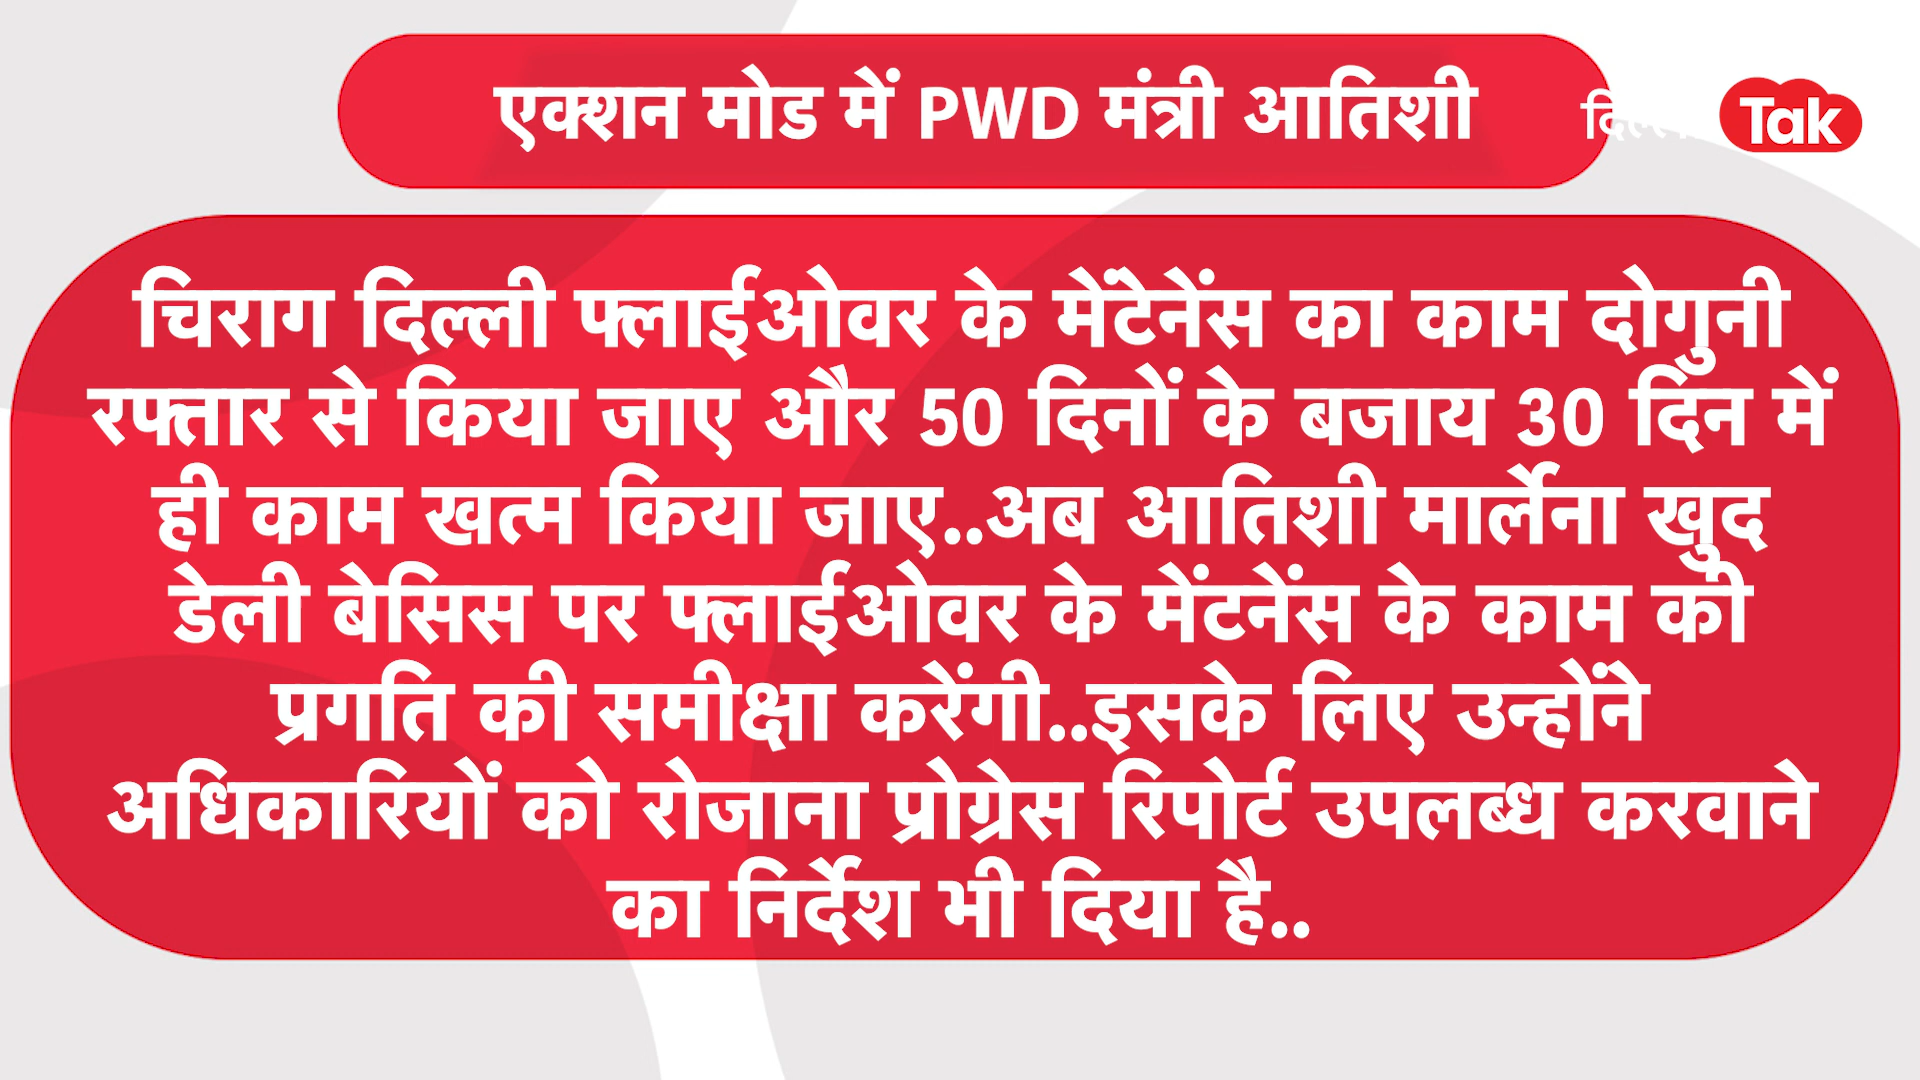 एक्शन मोड में PWD मंत्री आतिशी
Tak
चिराग दिल्ली फ्लाईओवर के मेंटेनेंस का काम दोगुनी
रफ्तार से किया जाए और 50 दिनों के बजाय 30 दिन में
ही काम खत्म किया जाए..अब आतिशी मार्लेना खुद
डेली बेसिस पर फ्लाईओवर के मेंटनेंस के काम की
प्रगति की समीक्षा करेंगी..इसके लिए उन्होंने
अधिकारियों को रोजाना प्रोग्रेस रिपोर्ट उपलब्ध करवाने
का निर्देश भी दिया है..